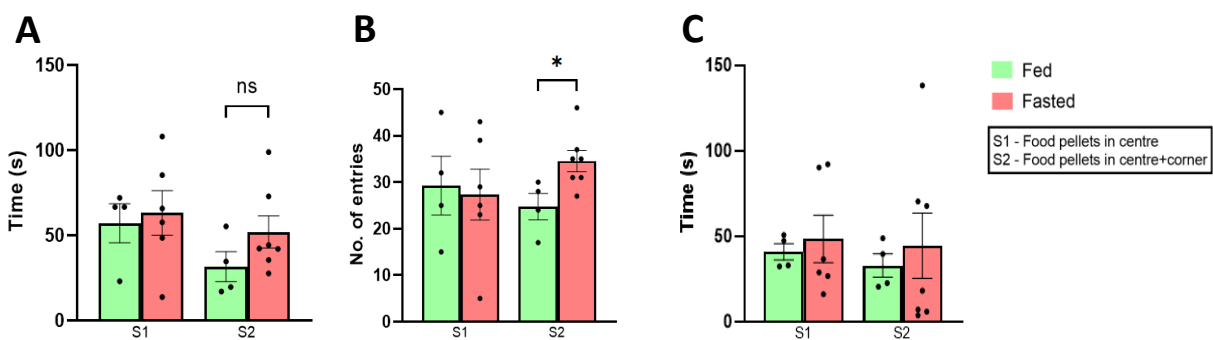 A
Time (s)
150
100
50
0
ns
S1
S2
B
No. of entries
50
40
30
20
10
0
*
S1
S2
C
Time (s)
150
100
50
0
S1
S2
Fed
Fasted
S1 - Food pellets in centre
S2 - Food pellets in centre+corner